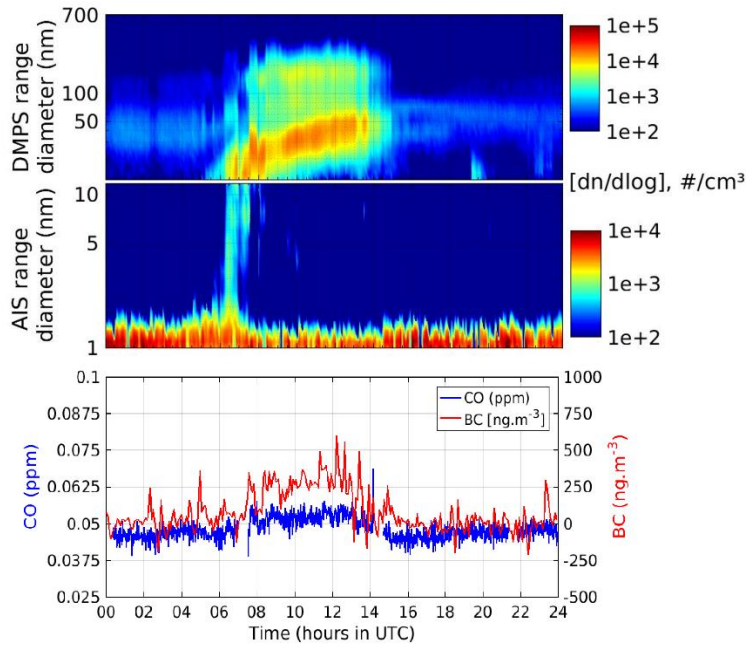 700
100
50
DMPS range
diameter (nm)
1e+5
1e+4
1e+3
1e+2
[dn/dlog], #/cm³
10
5
1
AIS range
diameter (nm)
1e+4
1e+3
1e+2
0.1
0.0875
0.075
0.0625
0.05
0.0375
0.025
CO (ppm)
CO (ppm)
BC [ng.m⁻³]
1000
750
500
250
0
-250
-500
BC (ng.m⁻³)
00 02 04 06 08 10 12 14 16 18 20 22 24
Time (hours in UTC)